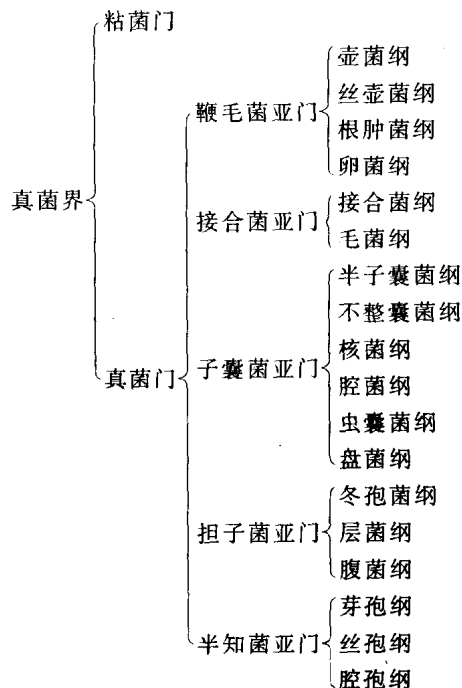 真菌界
粘菌门
真菌门
鞭毛菌亚门
壶菌纲
丝壶菌纲
根肿菌纲
卵菌纲
接合菌亚门
接合菌纲
毛菌纲
子囊菌亚门
半子囊菌纲
不整囊菌纲
核菌纲
腔菌纲
虫囊菌纲
盘菌纲
担子菌亚门
冬孢菌纲
层菌纲
腹菌纲
半知菌亚门
芽孢纲
丝孢纲
腔孢纲